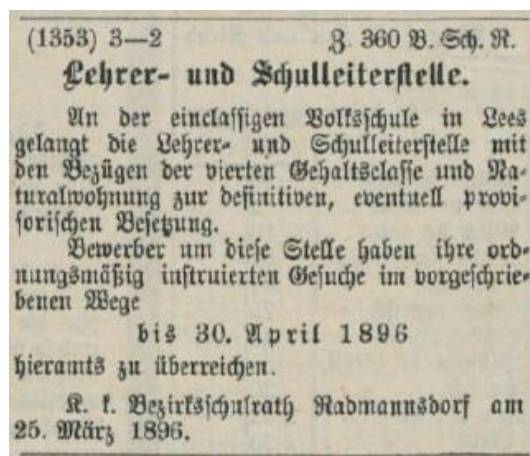 (1353) 3—2 Z. 360 B. Sch. R.
Lehrer- und Schulleiterstelle.
An der einclassigen Volksschule in Lees
gelangt die Lehrer- und Schulleiterstelle mit
den Bezügen der vierten Gehaltsclasse und Na-
turalwohnung zur definitiven, eventuell provi-
sorischen Besetzung.
Bewerber um diese Stelle haben ihre ord-
nungsmäßig instruierten Gesuche im vorgeschrie-
benen Wege
bis 30. April 1896
hieramts zu überreichen.
K. k. Bezirksschulrath Radmannsdorf am
25. März 1896.